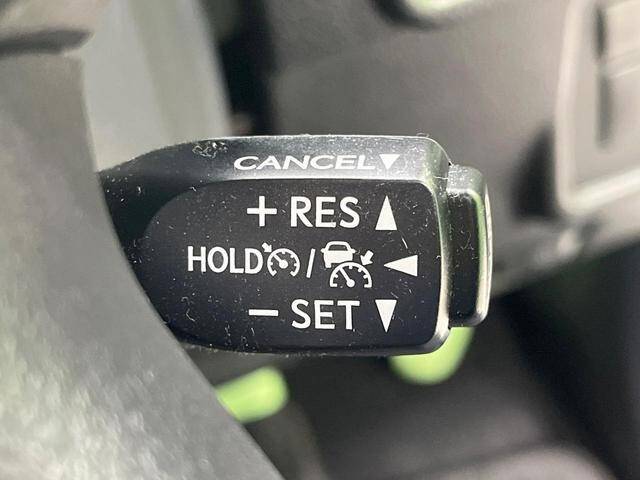 CANCEL▼
+ RES ▲
HOLD / ◀
− SET ▼